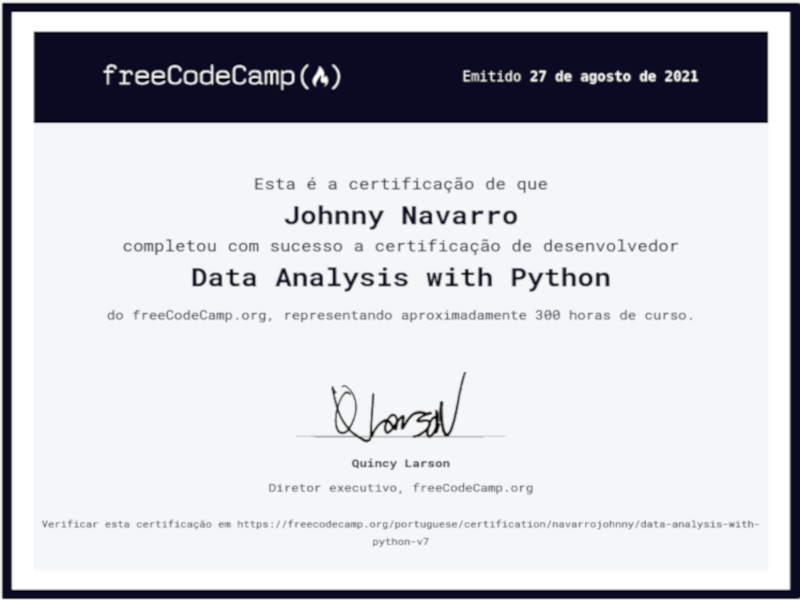 freeCodeCamp(🔥)
Emitido 27 de agosto de 2021
Esta é a certificação de que
Johnny Navarro
completou com sucesso a certificação de desenvolvedor
Data Analysis with Python
do freeCodeCamp.org, representando aproximadamente 300 horas de curso.
Q Larson
Quincy Larson
Diretor executivo, freeCodeCamp.org
Verificar esta certificação em https://freecodecamp.org/portuguese/certification/navarrojohnny/data-analysis-with-
python-v7